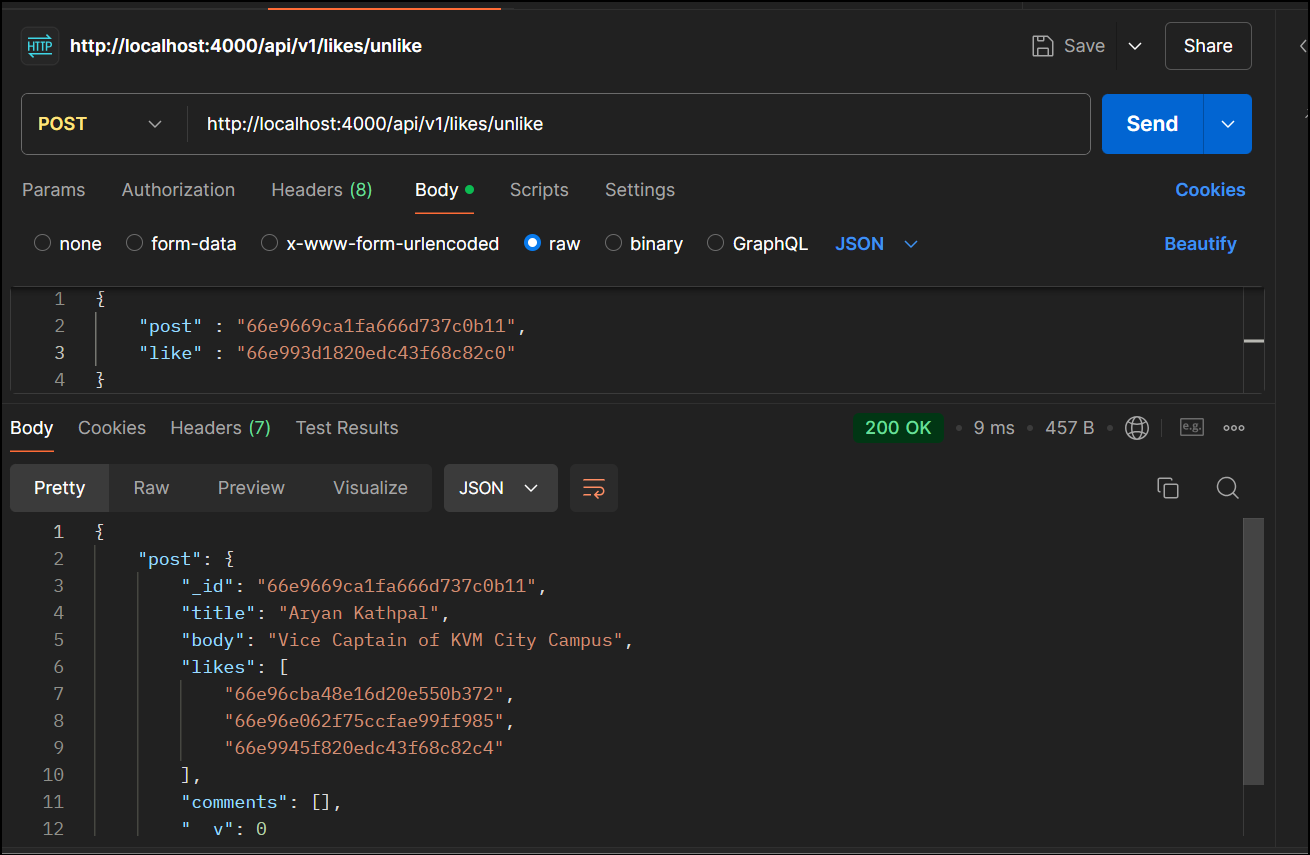 HTTP http://localhost:4000/api/v1/likes/unlike Save Share
POST http://localhost:4000/api/v1/likes/unlike Send
Params Authorization Headers (8) Body Scripts Settings Cookies
none form-data x-www-form-urlencoded raw binary GraphQL JSON Beautify
1 {
2 "post" : "66e9669ca1fa666d737c0b11",
3 "like" : "66e993d1820edc43f68c82c0"
4 }
Body Cookies Headers (7) Test Results 200 OK • 9 ms • 457 B • e.g.
Pretty Raw Preview Visualize JSON
1 {
2 "post": {
3 "_id": "66e9669ca1fa666d737c0b11",
4 "title": "Aryan Kathpal",
5 "body": "Vice Captain of KVM City Campus",
6 "likes": [
7 "66e96cba48e16d20e550b372",
8 "66e96e062f75ccfae99ff985",
9 "66e9945f820edc43f68c82c4"
10 ],
11 "comments": [],
12 "__v": 0